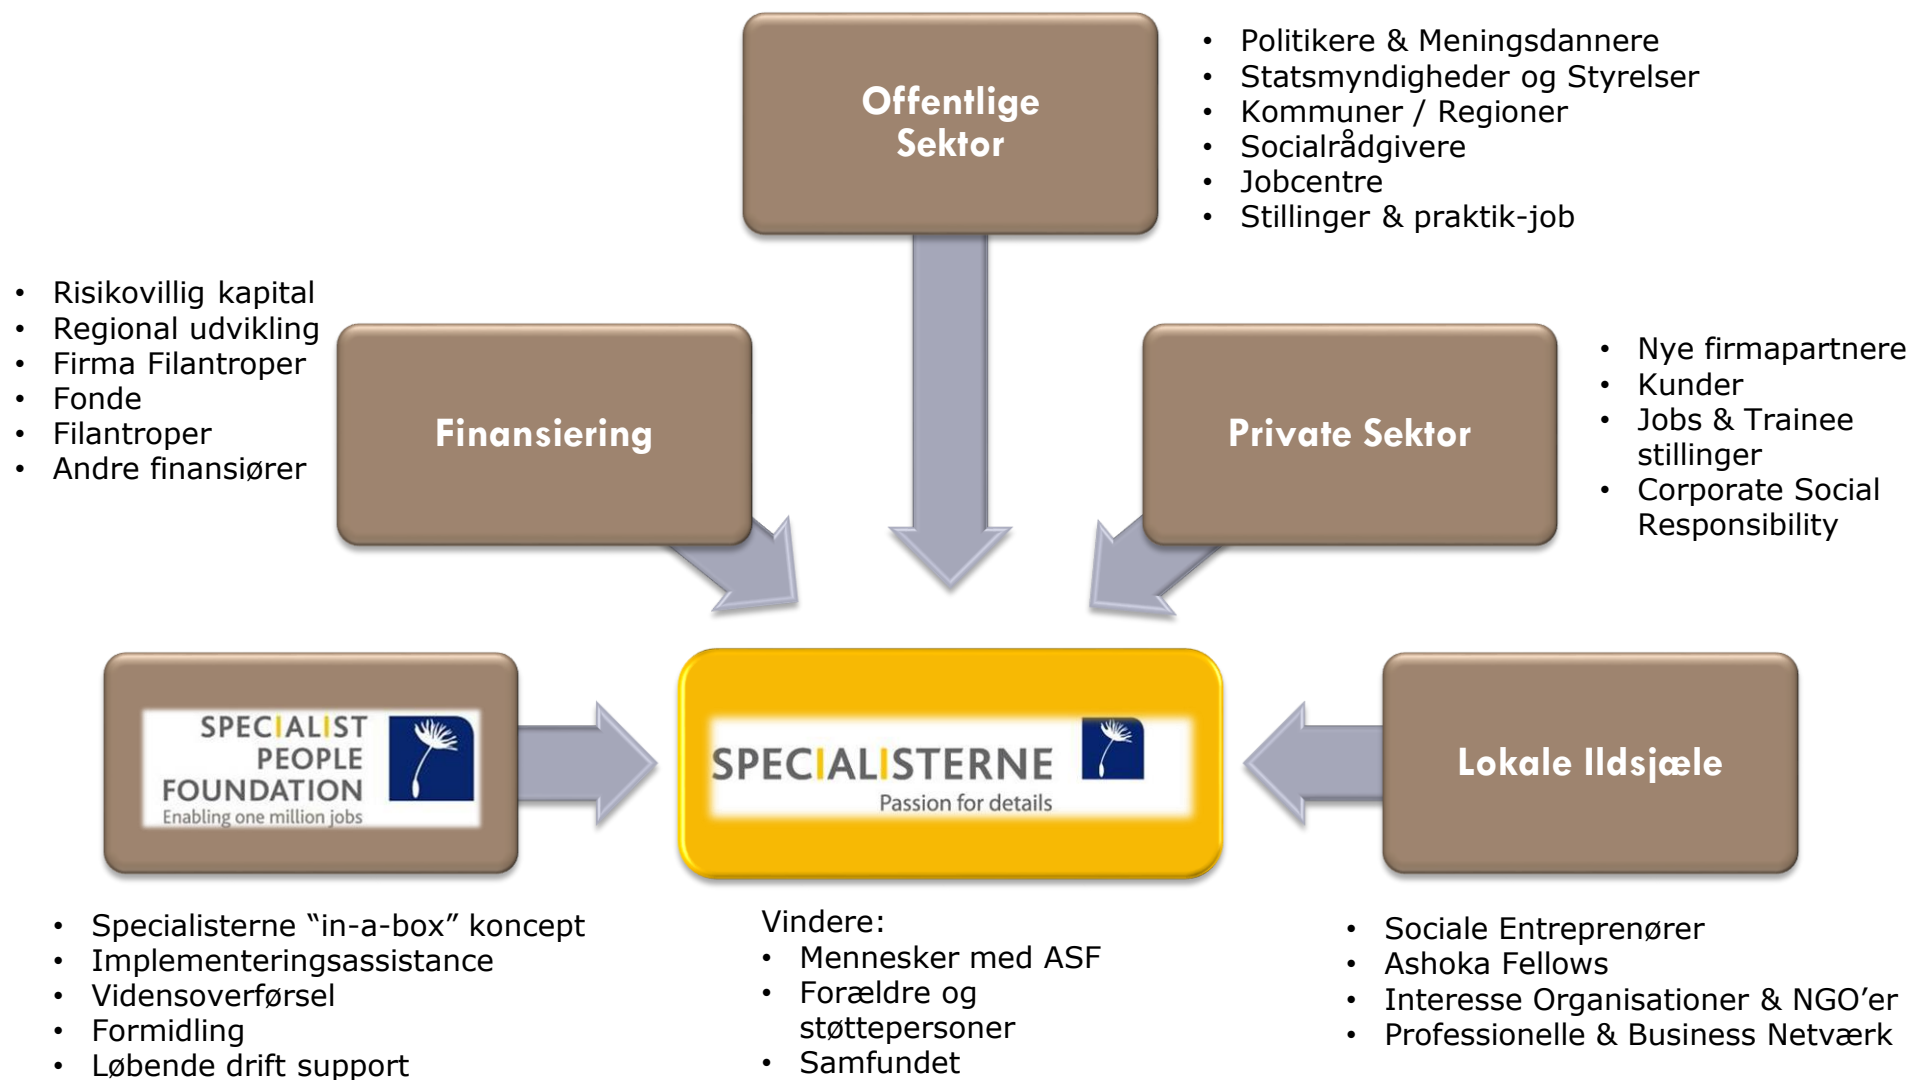 Offentlige
Sektor
• Politikere & Meningsdannere
• Statsmyndigheder og Styrelser
• Kommuner / Regioner
• Socialrådgivere
• Jobcentre
• Stillinger & praktik-job
• Risikovillig kapital
• Regional udvikling
• Firma Filantroper
• Fonde
• Filantroper
• Andre finansiører
Finansiering
Private Sektor
• Nye firmapartnere
• Kunder
• Jobs & Trainee
stillinger
• Corporate Social
Responsibility
SPECIALIST
PEOPLE
FOUNDATION
Enabling one million jobs
SPECIALISTERNE
Passion for details
Lokale Ildsjæle
• Specialisterne “in-a-box” koncept
• Implementeringsassistance
• Vidensoverførsel
• Formidling
• Løbende drift support
Vindere:
• Mennesker med ASF
• Forældre og
støttepersoner
• Samfundet
• Sociale Entreprenører
• Ashoka Fellows
• Interesse Organisationer & NGO’er
• Professionelle & Business Netværk